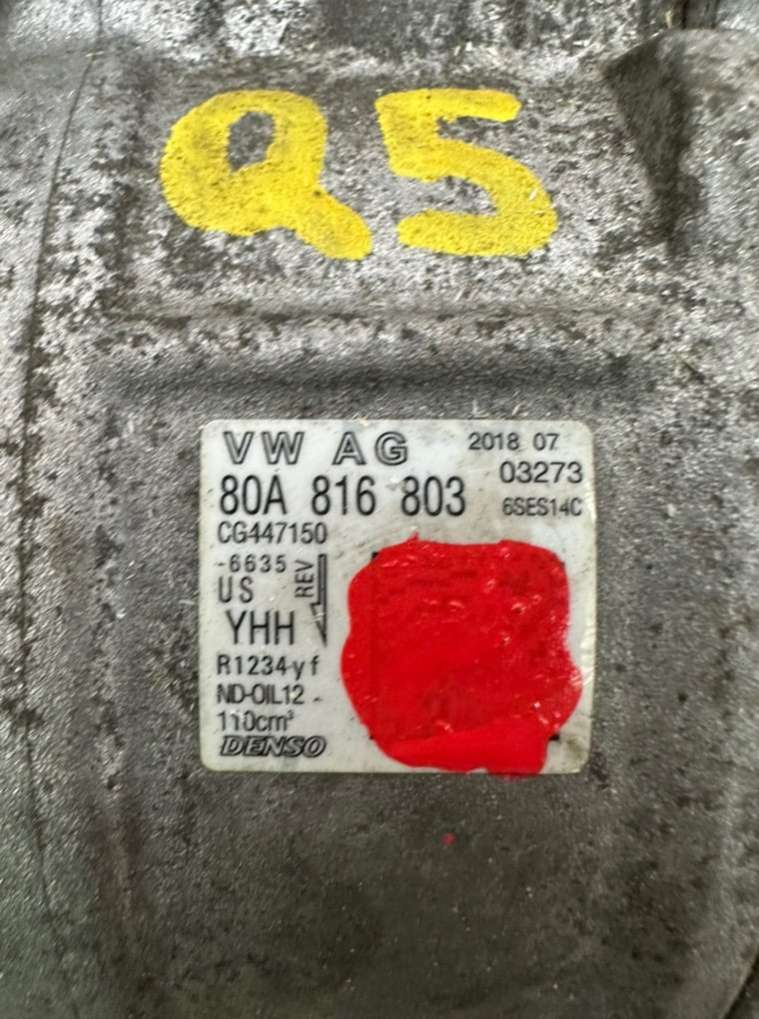 Q5
VW AG 2018 07
03273
80A 816 803 6SES14C
CG447150
-6635
US
REV
YHH
R1234yf
ND-OIL12
110cm³
DENSO